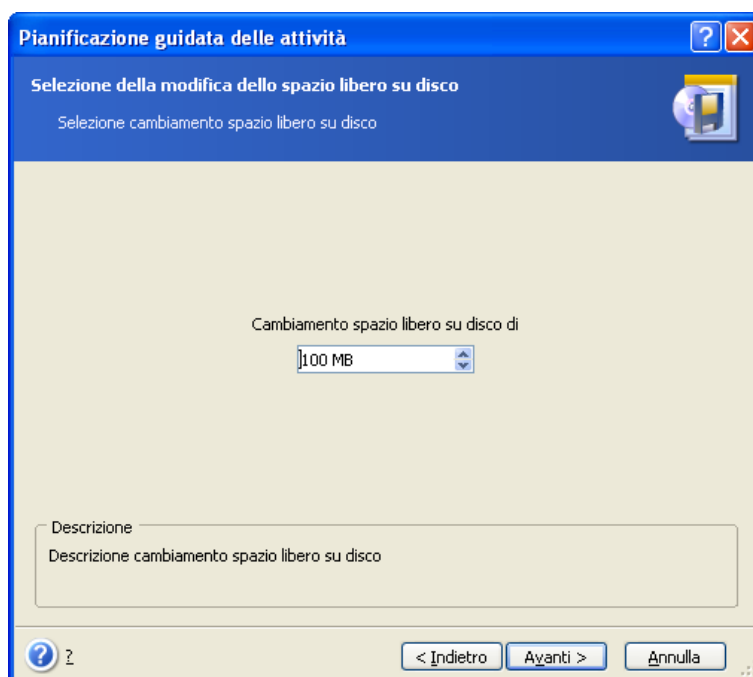 Pianificazione guidata delle attività
Selezione della modifica dello spazio libero su disco
Selezione cambiamento spazio libero su disco
Cambiamento spazio libero su disco di
100 MB
Descrizione
Descrizione cambiamento spazio libero su disco
?
< Indietro
Avanti >
Annulla